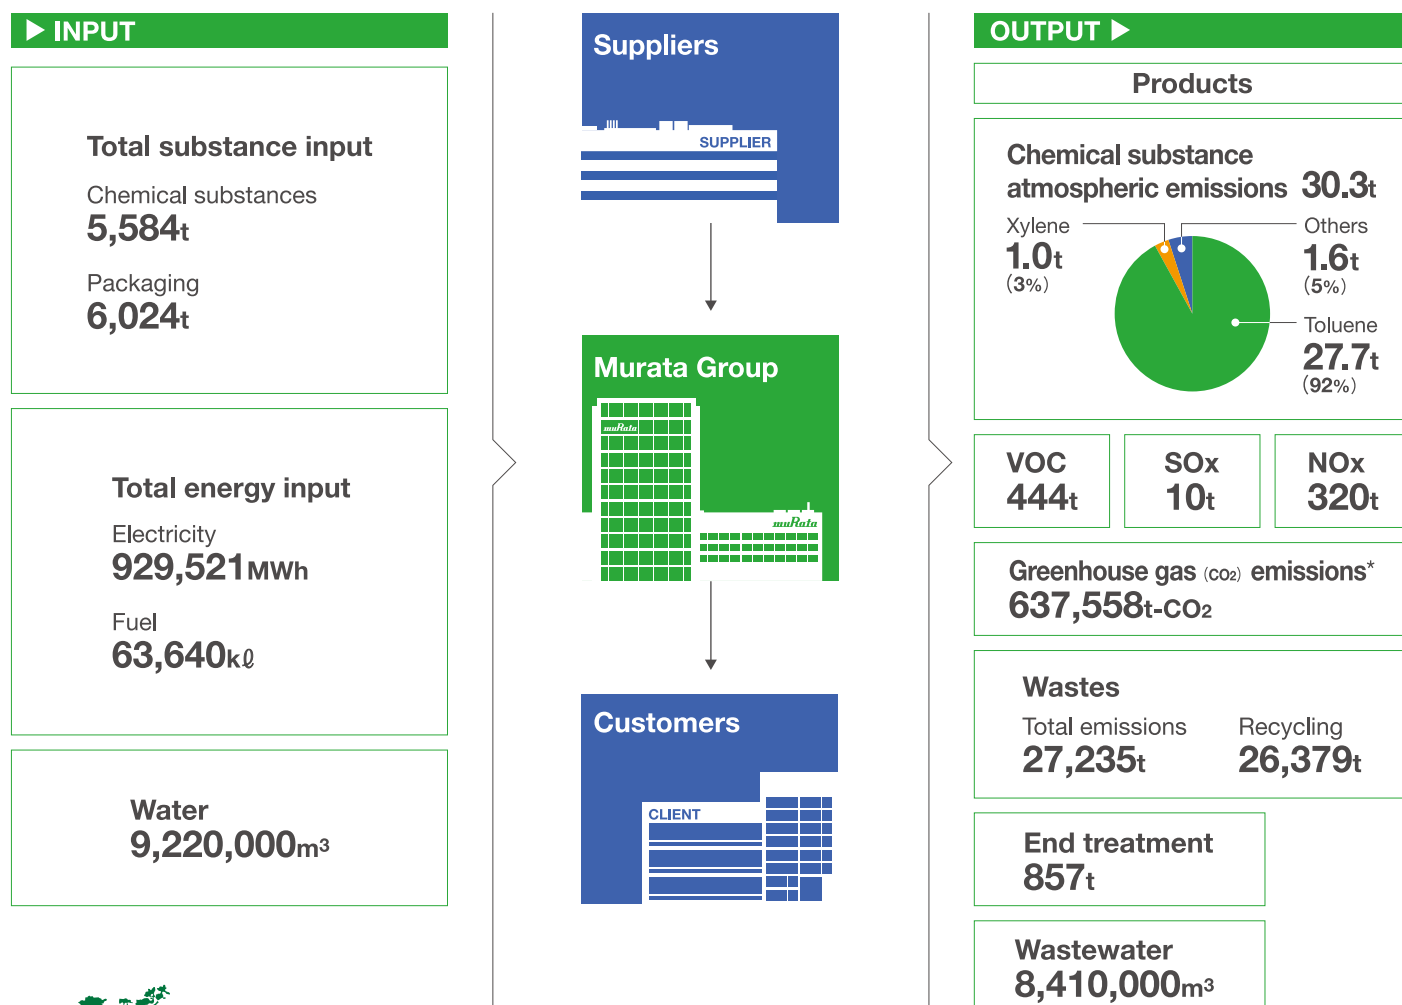 ▶ INPUT
Total substance input
Chemical substances
5,584t
Packaging
6,024t
Total energy input
Electricity
929,521MWh
Fuel
63,640kℓ
Water
9,220,000m³
Suppliers
SUPPLIER
Murata Group
muRata
muRata
Customers
CLIENT
OUTPUT ▶
Products
Chemical substance
atmospheric emissions 30.3t
Xylene
1.0t
(3%)
Others
1.6t
(5%)
Toluene
27.7t
(92%)
VOC
444t
SOx
10t
NOx
320t
Greenhouse gas (CO₂) emissions*
637,558t-CO₂
Wastes
Total emissions
27,235t
Recycling
26,379t
End treatment
857t
Wastewater
8,410,000m³